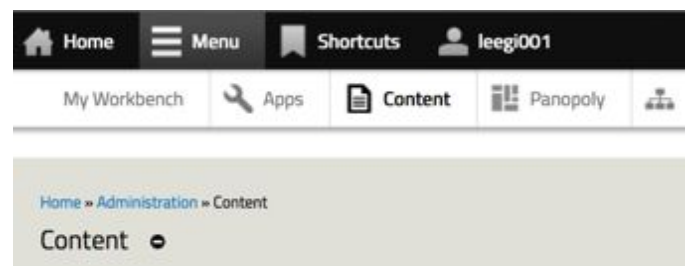 Home Menu Shortcuts leegi001
My Workbench Apps Content Panopoly
Home » Administration » Content
Content